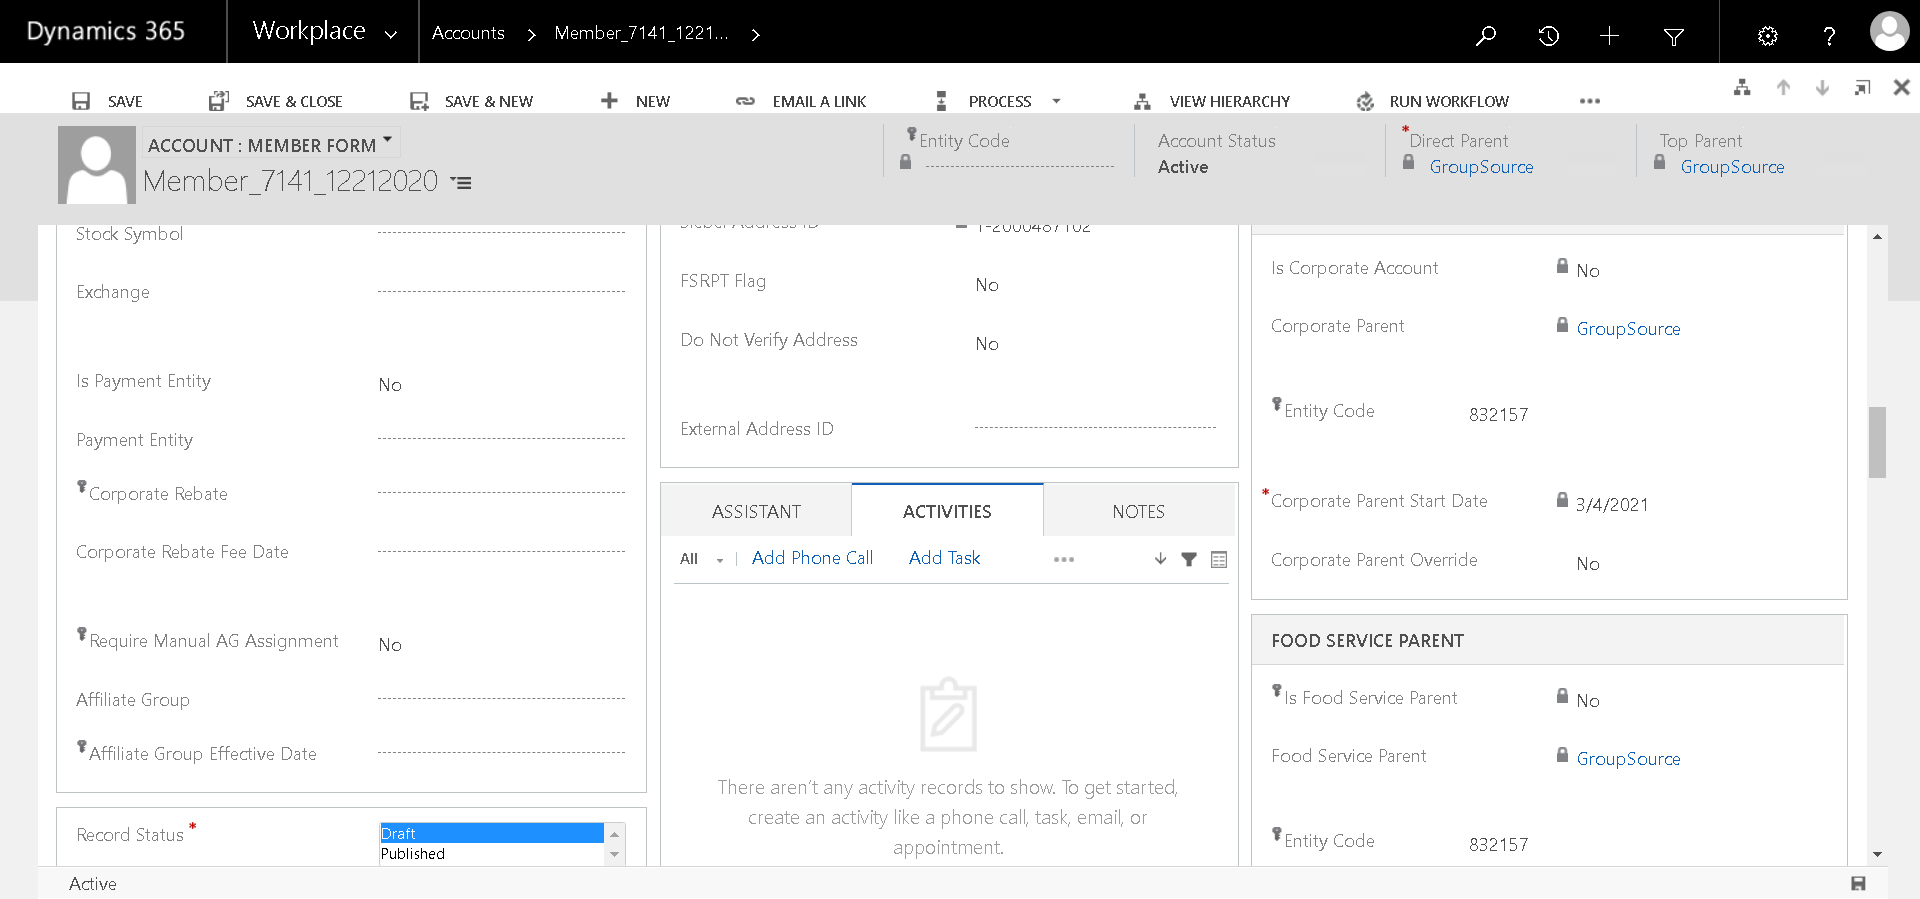 Dynamics 365
Workplace
Accounts
Member_7141_1221...
SAVE
SAVE & CLOSE
SAVE & NEW
NEW
EMAIL A LINK
PROCESS
VIEW HIERARCHY
RUN WORKFLOW
ACCOUNT : MEMBER FORM
Member_7141_12212020
Entity Code
Account Status
Active
*Direct Parent
GroupSource
Top Parent
GroupSource
Stock Symbol
Exchange
Is Payment Entity
No
Payment Entity
Corporate Rebate
Corporate Rebate Fee Date
Require Manual AG Assignment
No
Affiliate Group
Affiliate Group Effective Date
Record Status *
Draft
Published
Siebel Address ID
1-2000487102
FSRPT Flag
No
Do Not Verify Address
No
External Address ID
ASSISTANT
ACTIVITIES
NOTES
All
Add Phone Call
Add Task
There aren't any activity records to show. To get started,
create an activity like a phone call, task, email, or
appointment.
Is Corporate Account
No
Corporate Parent
GroupSource
Entity Code
832157
*Corporate Parent Start Date
3/4/2021
Corporate Parent Override
No
FOOD SERVICE PARENT
Is Food Service Parent
No
Food Service Parent
GroupSource
Entity Code
832157
Active